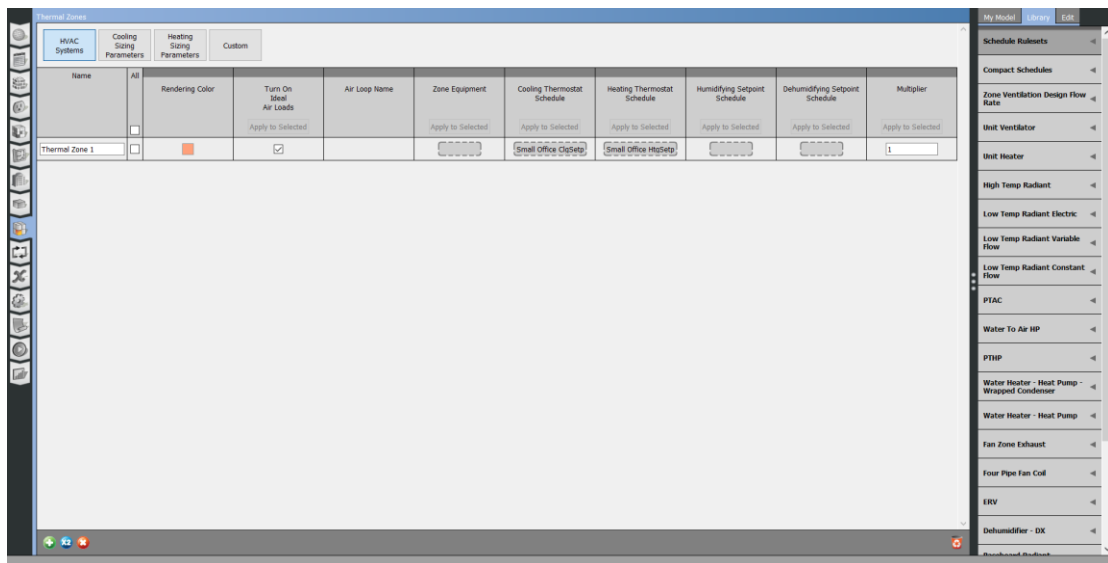 Thermal Zones
My Model Library Edit
HVAC
Systems
Cooling
Sizing
Parameters
Heating
Sizing
Parameters
Custom
Name
All
Rendering Color
Turn On
Ideal
Air Loads
Air Loop Name
Zone Equipment
Cooling Thermostat
Schedule
Heating Thermostat
Schedule
Humidifying Setpoint
Schedule
Dehumidifying Setpoint
Schedule
Multiplier
Apply to Selected Apply to Selected Apply to Selected Apply to Selected Apply to Selected Apply to Selected Apply to Selected
Thermal Zone 1 Small Office ClgSetp Small Office HtgSetp 1
Schedule Rulesets
Compact Schedules
Zone Ventilation Design Flow
Rate
Unit Ventilator
Unit Heater
High Temp Radiant
Low Temp Radiant Electric
Low Temp Radiant Variable
Flow
Low Temp Radiant Constant
Flow
PTAC
Water To Air HP
PTHP
Water Heater - Heat Pump -
Wrapped Condenser
Water Heater - Heat Pump
Fan Zone Exhaust
Four Pipe Fan Coil
ERV
Dehumidifier - DX
Baseboard Radiant
x2